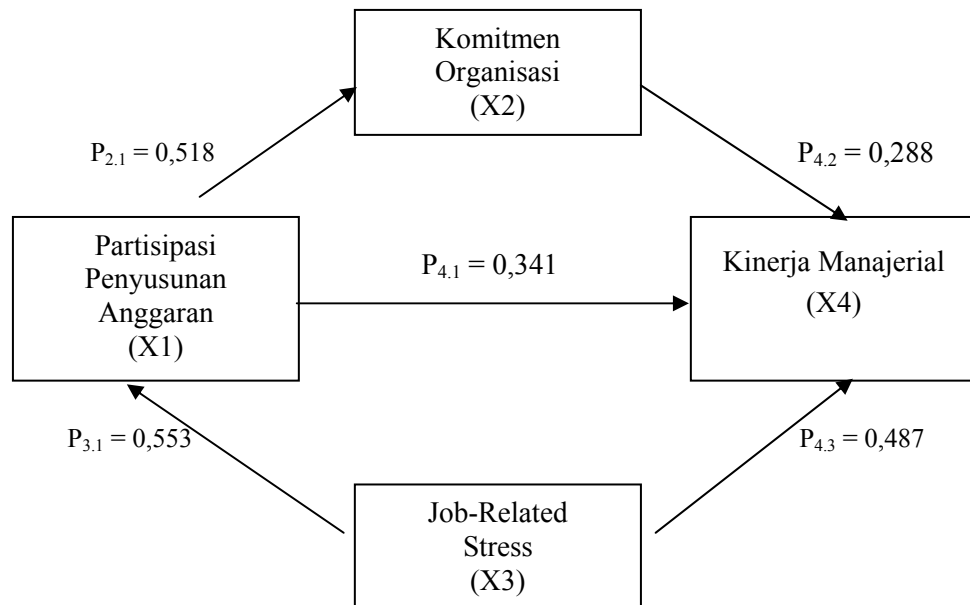 Komitmen
Organisasi
(X2)
P2.1 = 0,518
P4.2 = 0,288
Partisipasi
Penyusunan
Anggaran
(X1)
P4.1 = 0,341
Kinerja Manajerial
(X4)
P3.1 = 0,553
P4.3 = 0,487
Job-Related
Stress
(X3)